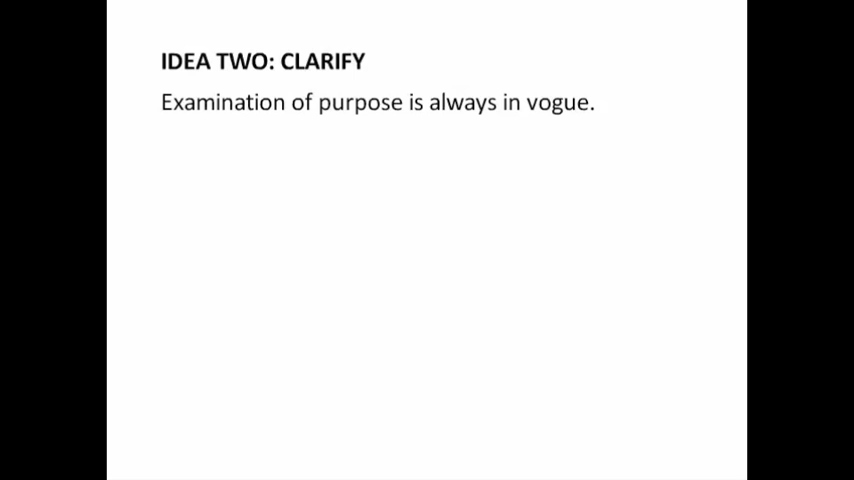 IDEA TWO: CLARIFY
Examination of purpose is always in vogue.